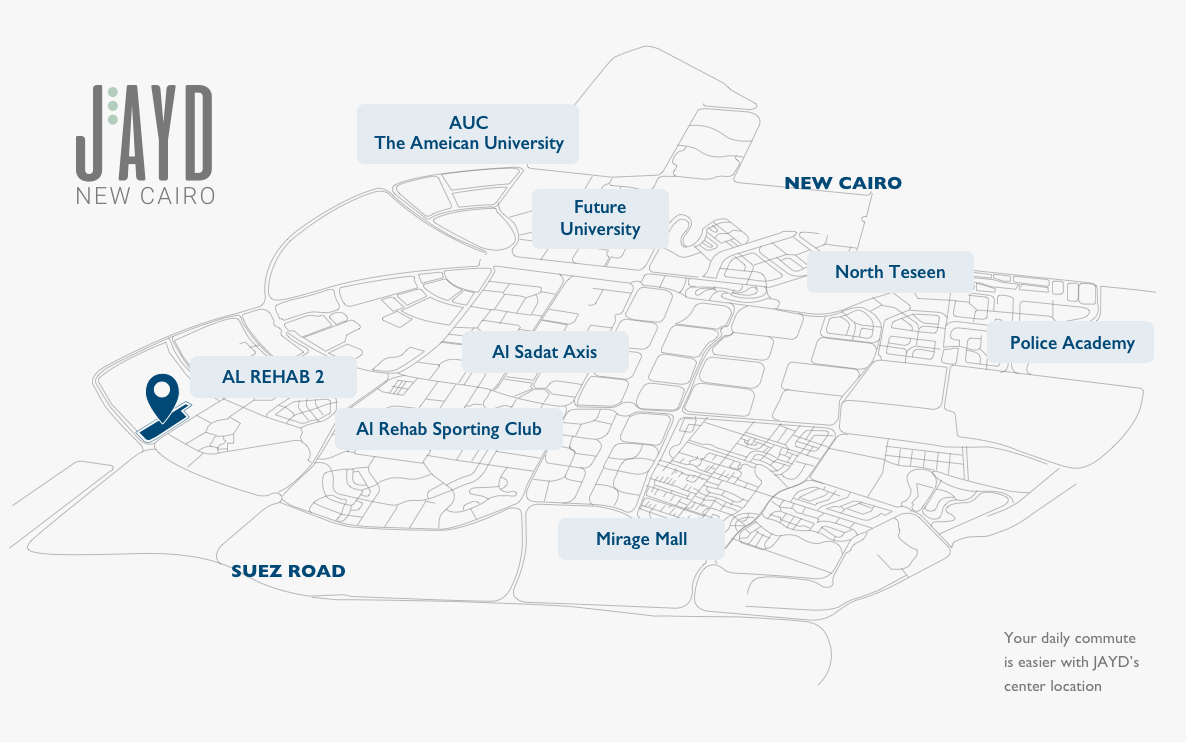 JAYD
NEW CAIRO
AUC
The Ameican University
NEW CAIRO
Future
University
North Teseen
Police Academy
Al Sadat Axis
AL REHAB 2
Al Rehab Sporting Club
Mirage Mall
SUEZ ROAD
Your daily commute
is easier with JAYD's
center location